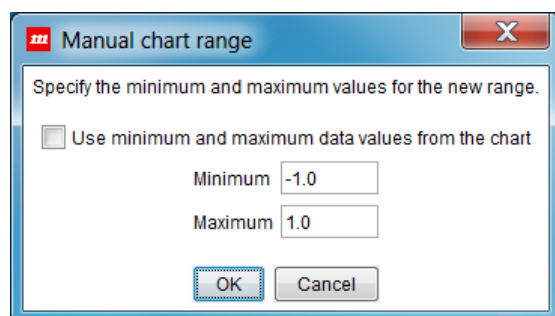 m Manual chart range X
Specify the minimum and maximum values for the new range.
Use minimum and maximum data values from the chart
Minimum -1.0
Maximum 1.0
OK Cancel